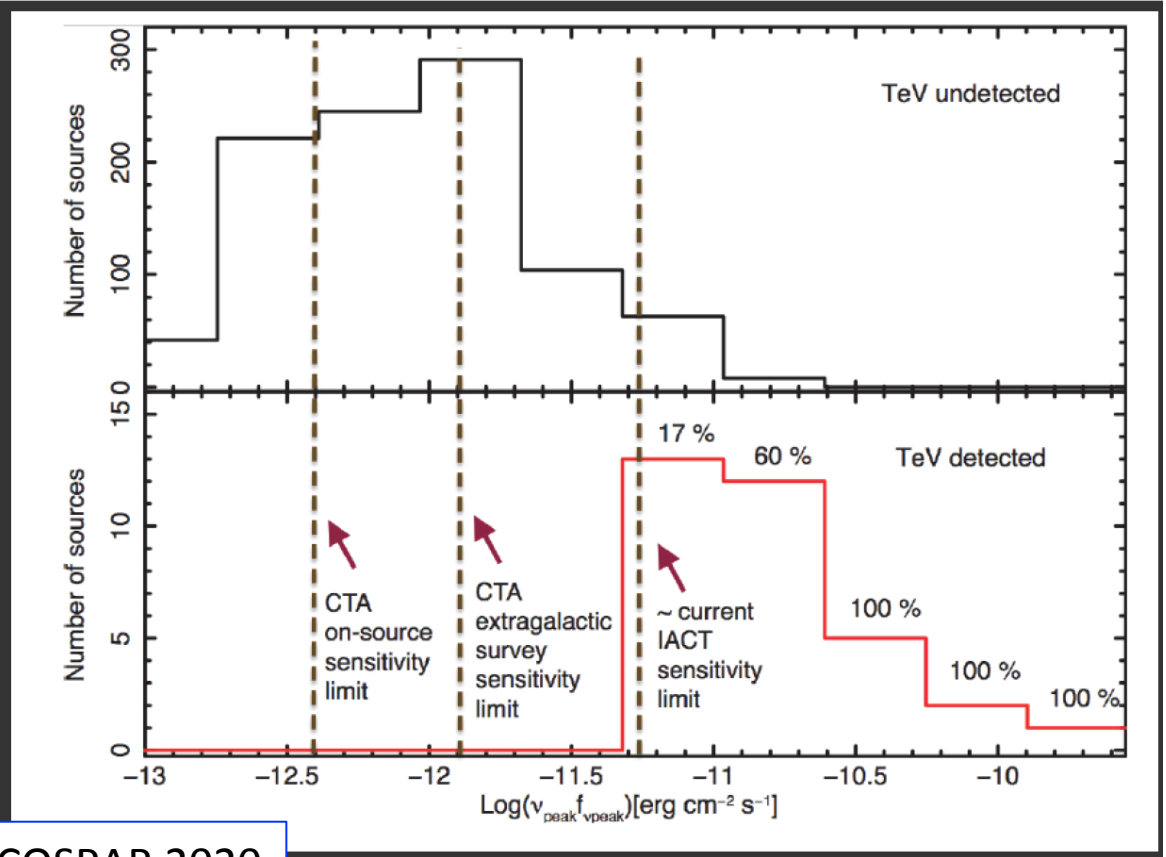 300
200
100
0
Number of sources
TeV undetected
15
10
5
0
Number of sources
17 %
60 %
TeV detected
100 %
100 %
100 %
CTA
on-source
sensitivity
limit
CTA
extragalactic
survey
sensitivity
limit
~ current
IACT
sensitivity
limit
−13
−12.5
−12
−11.5
−11
−10.5
−10
Log(νpeakfνpeak)[erg cm−2 s−1]
COSPAR 2020